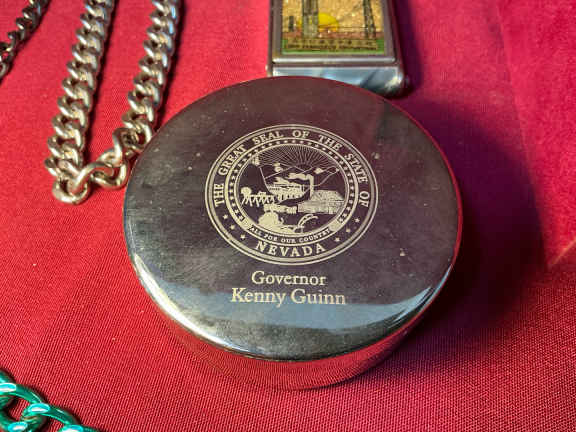 THE GREAT SEAL OF THE STATE OF
NEVADA
ALL FOR OUR COUNTRY
Governor
Kenny Guinn